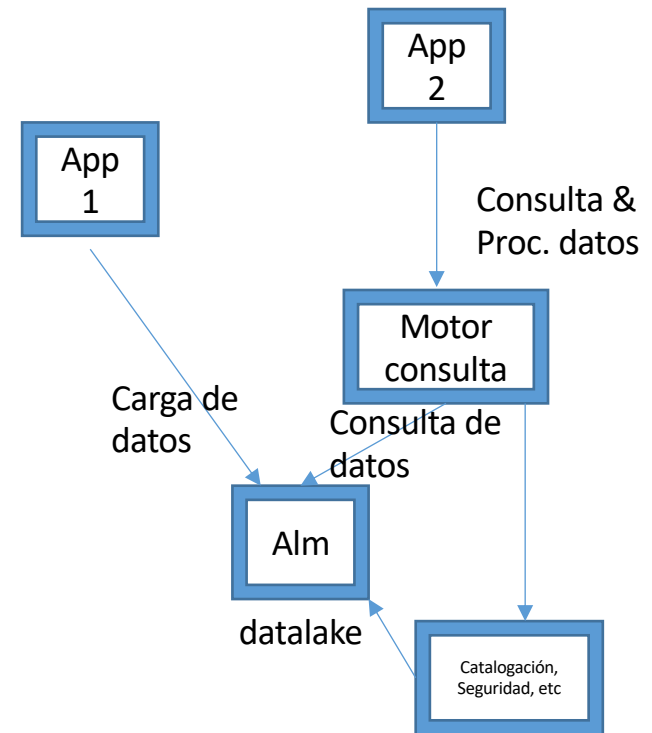 App
2
App
1
Consulta &
Proc. datos
Motor
consulta
Carga de
datos
Consulta de
datos
Alm
datalake
Catalogación,
Seguridad, etc